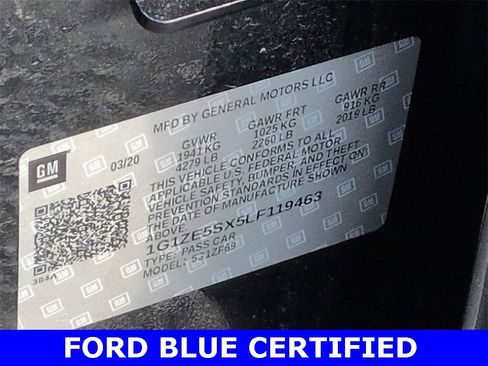 MFD BY GENERAL MOTORS LLC
GM
03/20
GVWR GAWR FRT GAWR RR
1941 KG 1025 KG 916 KG
4279 LB 2260 LB 2019 LB
THIS VEHICLE CONFORMS TO ALL
APPLICABLE U.S. FEDERAL MOTOR
VEHICLE SAFETY, BUMPER, AND THEFT
PREVENTION STANDARDS IN EFFECT ON
THE DATE OF MANUFACTURE SHOWN
ABOVE.
1G1ZE5SX5LF119463
TYPE: PASS CAR
MODEL: 531ZF69
FORD BLUE CERTIFIED